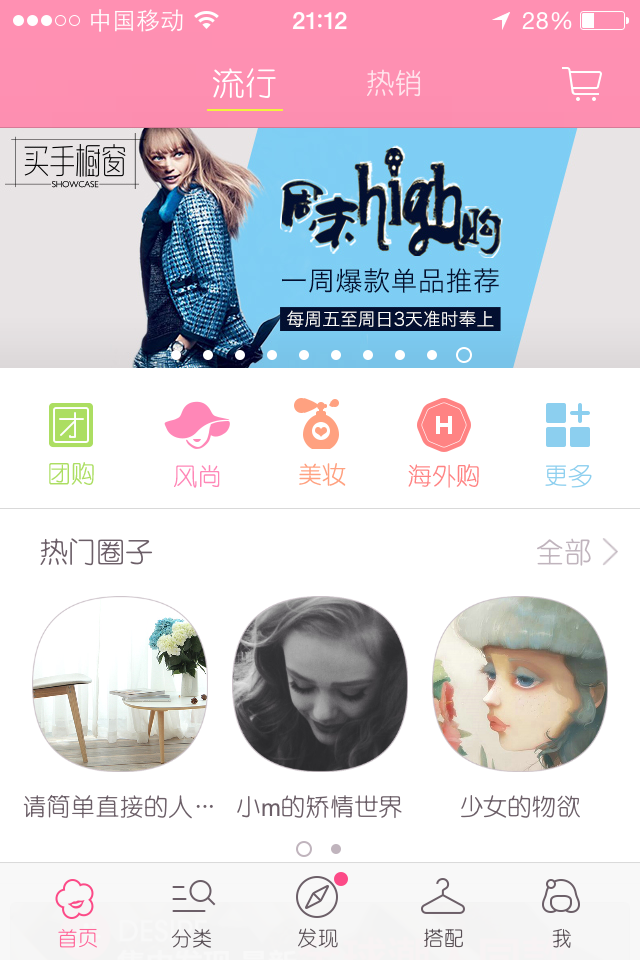 中国移动
21:12
28%
流行
热销
买手橱窗
SHOWCASE
周末high购
一周爆款单品推荐
每周五至周日3天准时奉上
团
H
团购
风尚
美妆
海外购
更多
热门圈子
全部
请简单直接的人…
小m的矫情世界
少女的物欲
首页
分类
发现
搭配
我